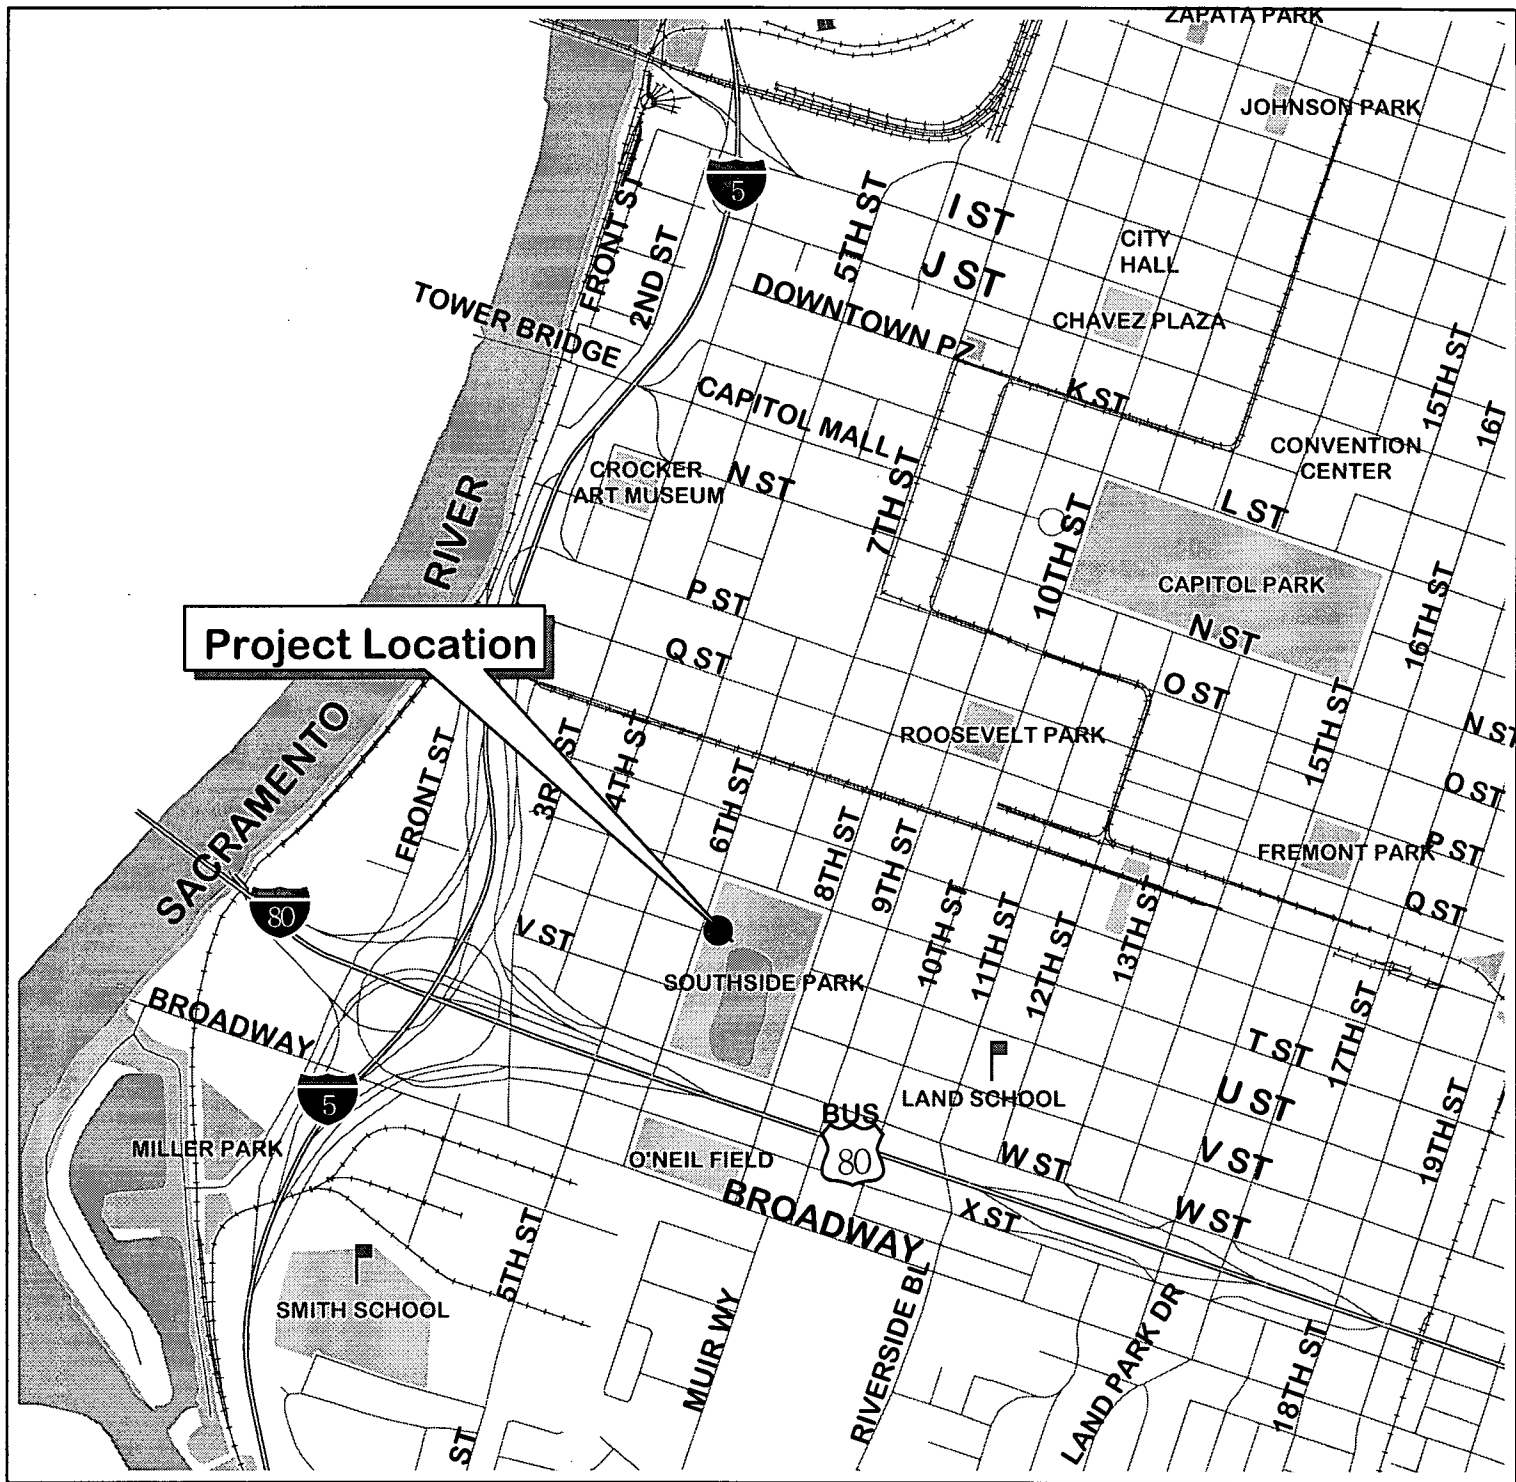 ZAPATA PARK
JOHNSON PARK
5
5TH ST
I ST
FRONT ST
CITY
HALL
J ST
2ND ST
DOWNTOWN PZ
TOWER BRIDGE
CHAVEZ PLAZA
15TH ST
K ST
16T
CAPITOL MALL
CONVENTION
CENTER
CROCKER
ART MUSEUM
N ST
7TH ST
L ST
RIVER
10TH ST
CAPITOL PARK
P ST
16TH ST
Project Location
N ST
Q ST
O ST
SACRAMENTO
ROOSEVELT PARK
15TH ST
N ST
FRONT ST
3R ST
4TH ST
6TH ST
O ST
8TH ST
9TH ST
FREMONT PARK
P ST
80
Q ST
V ST
10TH ST
11TH ST
12TH ST
13TH ST
SOUTHSIDE PARK
BROADWAY
17TH ST
T ST
5
LAND SCHOOL
U ST
BUS
80
19TH ST
MILLER PARK
O'NEIL FIELD
W ST
V ST
BROADWAY
X ST
W ST
5TH ST
SMITH SCHOOL
MUIR WY
RIVERSIDE BL
LAND PARK DR
18TH ST
ST